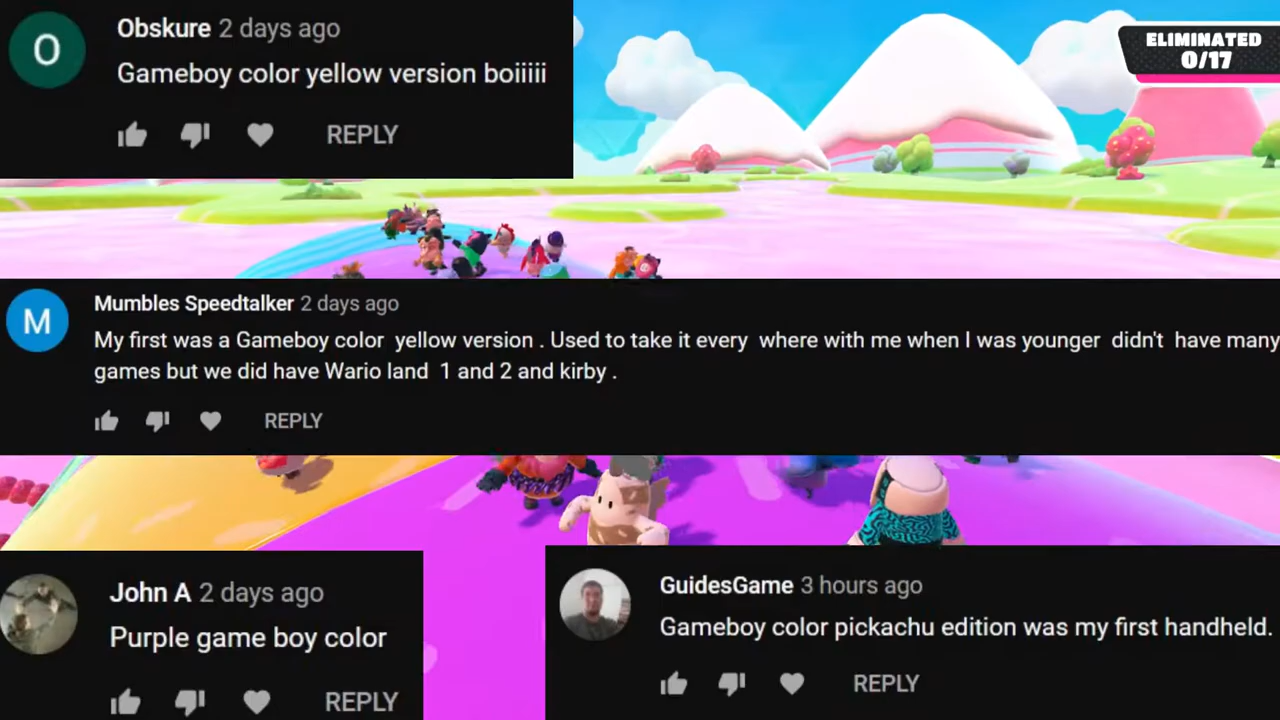 O
Obskure 2 days ago
Gameboy color yellow version boiiiii
REPLY
ELIMINATED
0/17
M
Mumbles Speedtalker 2 days ago
My first was a Gameboy color yellow version . Used to take it every where with me when I was younger didn't have many
games but we did have Wario land 1 and 2 and kirby .
REPLY
John A 2 days ago
Purple game boy color
REPLY
GuidesGame 3 hours ago
Gameboy color pickachu edition was my first handheld.
REPLY